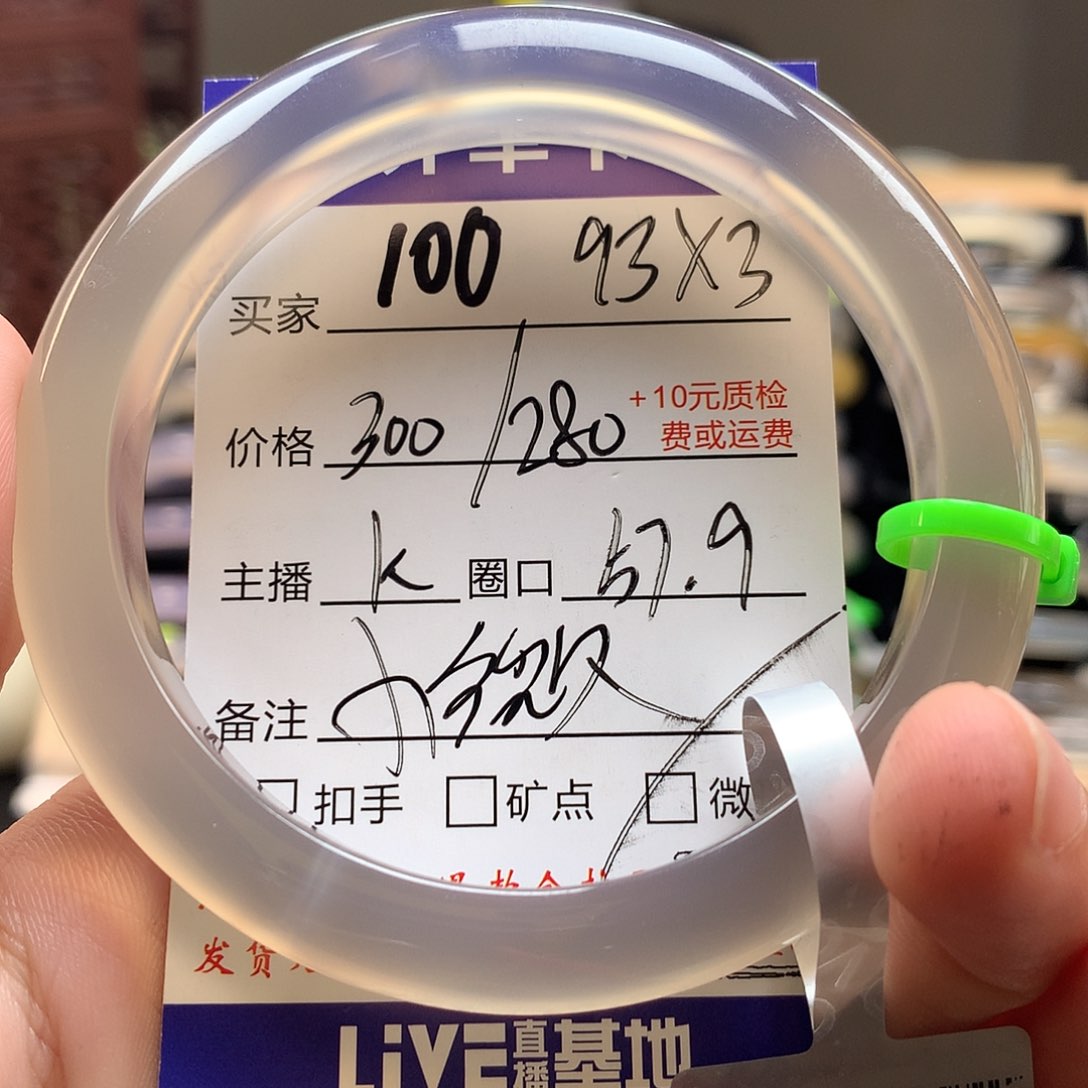 100 93X3
买家
价格 300/280 +10元质检
费或运费
主播 K 圈口 57.9
备注
扣手 矿点 微
发货
LiVE直播基地